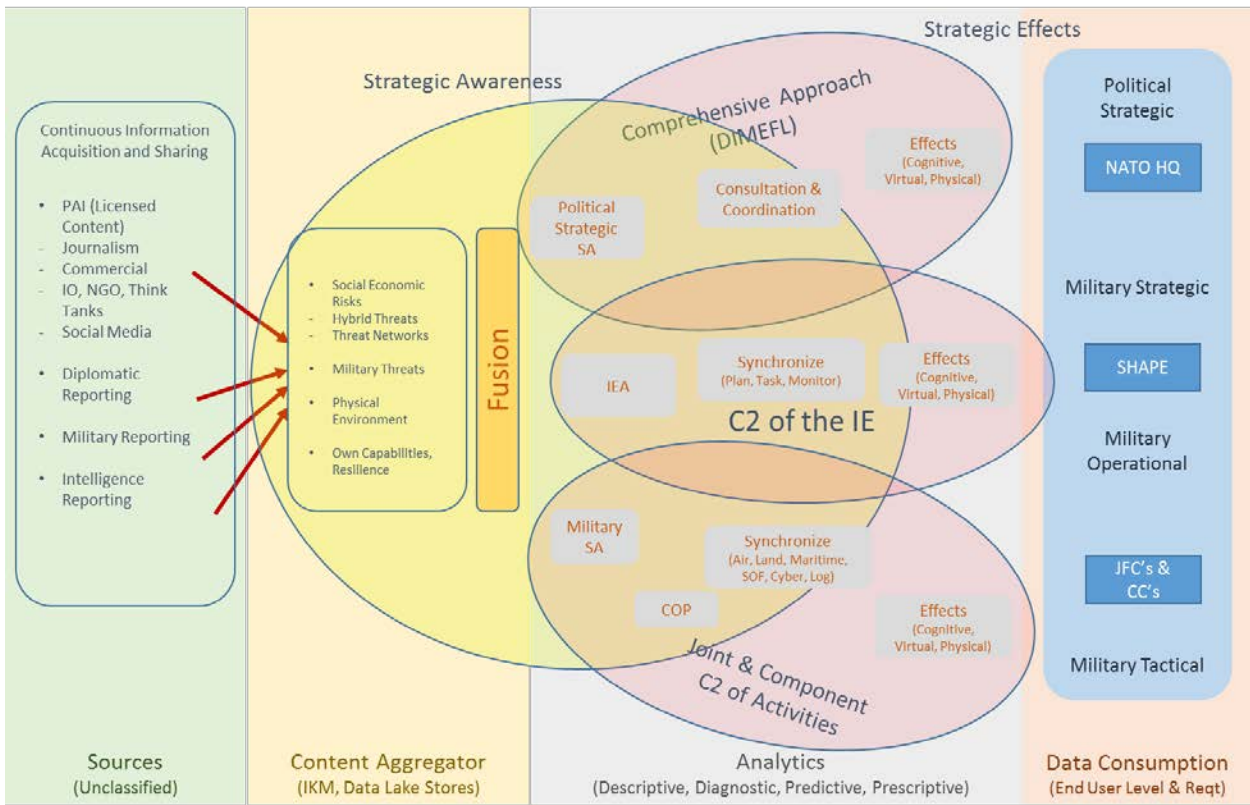 Strategic Effects
Strategic Awareness
Continuous Information
Acquisition and Sharing
• PAI (Licensed
Content)
- Journalism
- Commercial
- IO, NGO, Think
Tanks
- Social Media
• Diplomatic
Reporting
• Military Reporting
• Intelligence
Reporting
• Social Economic
Risks
- Hybrid Threats
- Threat Networks
• Military Threats
• Physical
Environment
• Own Capabilities,
Resilience
Fusion
Comprehensive Approach
(DIMEFL)
Political
Strategic
SA
Consultation &
Coordination
Effects
(Cognitive,
Virtual, Physical)
IEA
Synchronize
(Plan, Task, Monitor)
Effects
(Cognitive,
Virtual, Physical)
C2 of the IE
Military
SA
Synchronize
(Air, Land, Maritime,
SOF, Cyber, Log)
COP
Effects
(Cognitive,
Virtual, Physical)
Joint & Component
C2 of Activities
Political
Strategic
NATO HQ
Military Strategic
SHAPE
Military
Operational
JFC's &
CC's
Military Tactical
Sources
(Unclassified)
Content Aggregator
(IKM, Data Lake Stores)
Analytics
(Descriptive, Diagnostic, Predictive, Prescriptive)
Data Consumption
(End User Level & Reqt)